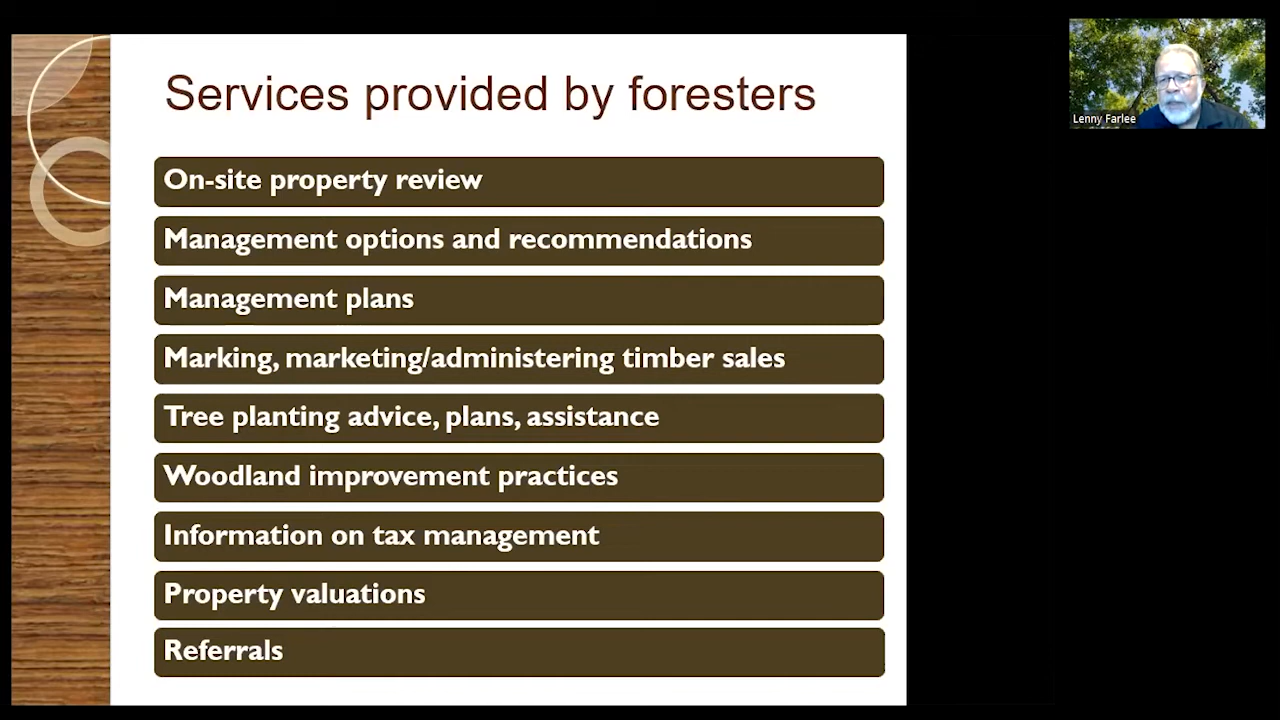 Services provided by foresters
On-site property review
Management options and recommendations
Management plans
Marking, marketing/administering timber sales
Tree planting advice, plans, assistance
Woodland improvement practices
Information on tax management
Property valuations
Referrals
Lenny Farlee